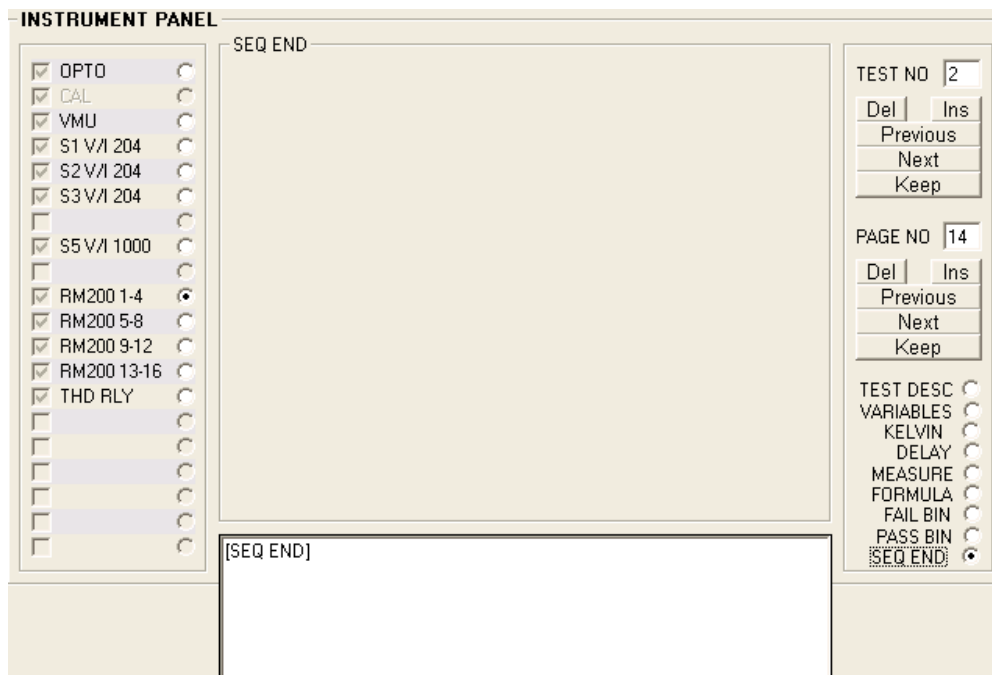 INSTRUMENT PANEL
OPTO
CAL
VMU
S1 V/I 204
S2 V/I 204
S3 V/I 204
S5 V/I 1000
RM200 1-4
RM200 5-8
RM200 9-12
RM200 13-16
THD RLY
SEQ END
[SEQ END]
TEST NO 2
Del Ins
Previous
Next
Keep
PAGE NO 14
Del Ins
Previous
Next
Keep
TEST DESC
VARIABLES
KELVIN
DELAY
MEASURE
FORMULA
FAIL BIN
PASS BIN
SEQ END